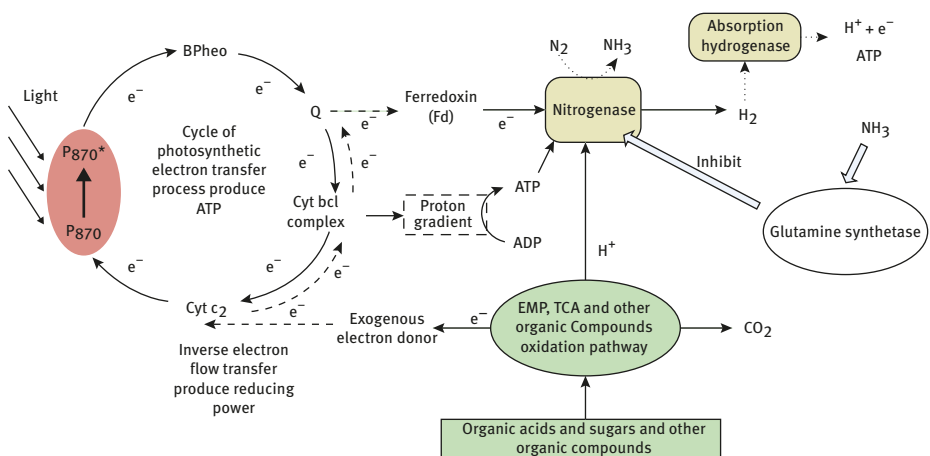 Absorption
hydrogenase
H⁺ + e⁻
ATP
BPheo
N₂
NH₃
Light
e⁻
e⁻
Q
e⁻
Ferredoxin
(Fd)
e⁻
Nitrogenase
H₂
Cycle of
photosynthetic
electron transfer
process produce
ATP
P870*
P870
e⁻
e⁻
NH₃
Inhibit
Cyt bcl
complex
Proton
gradient
ATP
ADP
Glutamine synthetase
e⁻
e⁻
e⁻
H⁺
Cyt c₂
e⁻
Exogenous
electron donor
e⁻
EMP, TCA and other
organic Compounds
oxidation pathway
CO₂
Inverse electron
flow transfer
produce reducing
power
Organic acids and sugars and other
organic compounds